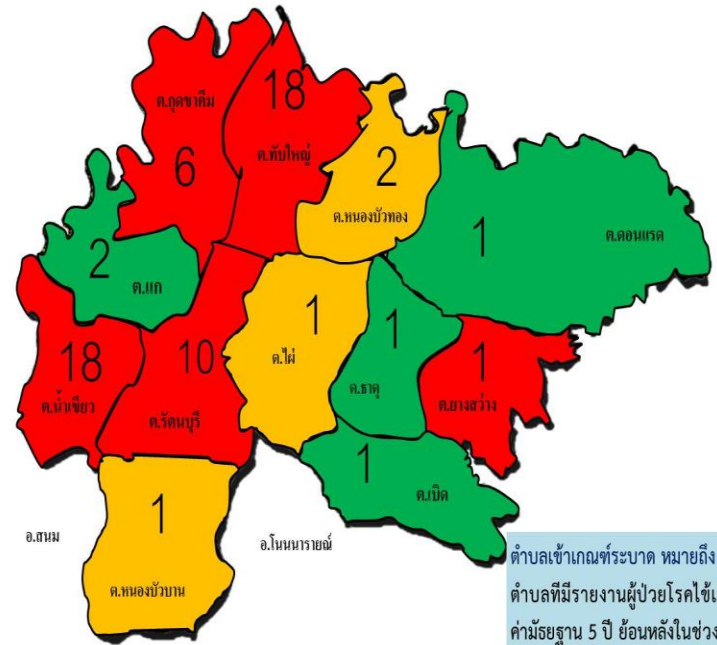 ต.กุดขาคีม
6
18
ต.ทับใหญ่
2
ต.หนองบัวทอง
1
ต.ดอนแรด
2
ต.แก
18
ต.น้ำเขียว
10
ต.รัตนบุรี
1
ต.ไผ่
1
ต.ธาตุ
1
ต.ยางสว่าง
1
ต.เบิด
1
ต.หนองบัวบาน
อ.สนม
อ.โนนนารายณ์
ตำบลเข้าเกณฑ์ระบาด หมายถึง
ตำบลที่มีรายงานผู้ป่วยโรคไข้เ
ค่ามัธยฐาน 5 ปี ย้อนหลังในช่วง